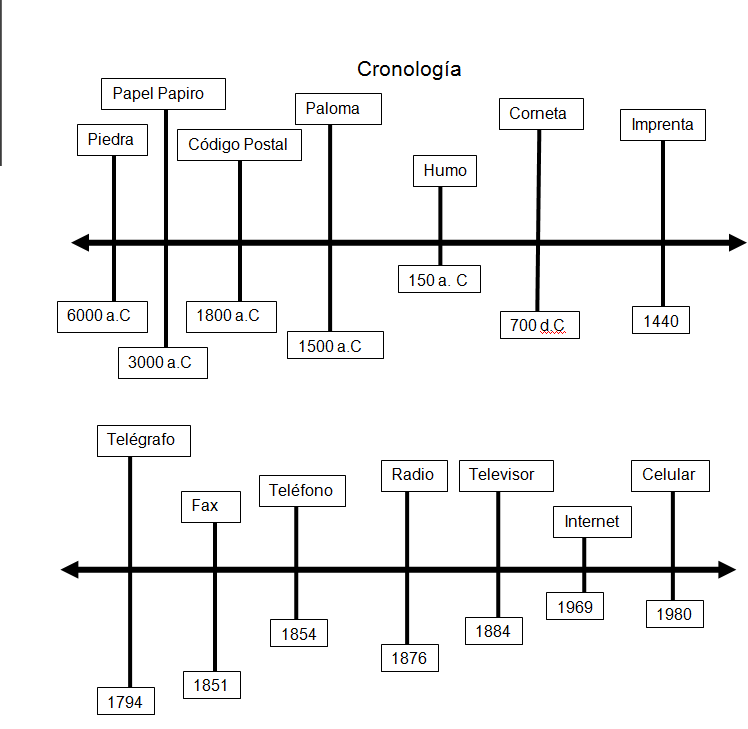 Cronología
Papel Papiro
Piedra
Código Postal
Paloma
Humo
Corneta
Imprenta
6000 a.C
3000 a.C
1800 a.C
1500 a.C
150 a. C
700 d.C
1440
Telégrafo
Fax
Teléfono
Radio
Televisor
Internet
Celular
1794
1851
1854
1876
1884
1969
1980